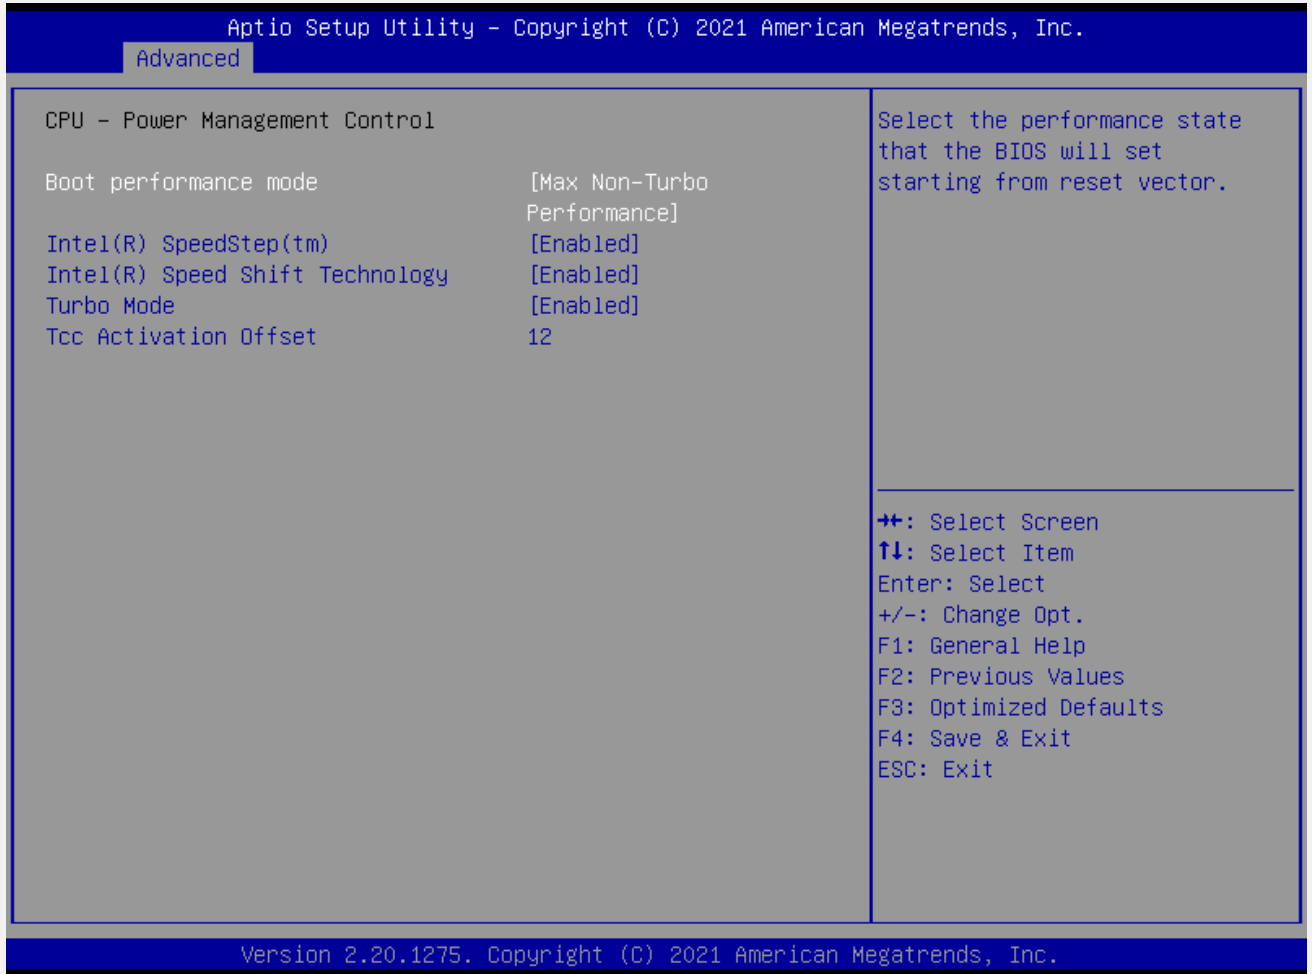 Aptio Setup Utility – Copyright (C) 2021 American Megatrends, Inc.
Advanced
CPU – Power Management Control
Boot performance mode [Max Non-Turbo
Performance]
Intel(R) SpeedStep(tm) [Enabled]
Intel(R) Speed Shift Technology [Enabled]
Turbo Mode [Enabled]
Tcc Activation Offset 12
Select the performance state
that the BIOS will set
starting from reset vector.
→←: Select Screen
↑↓: Select Item
Enter: Select
+/-: Change Opt.
F1: General Help
F2: Previous Values
F3: Optimized Defaults
F4: Save & Exit
ESC: Exit
Version 2.20.1275. Copyright (C) 2021 American Megatrends, Inc.